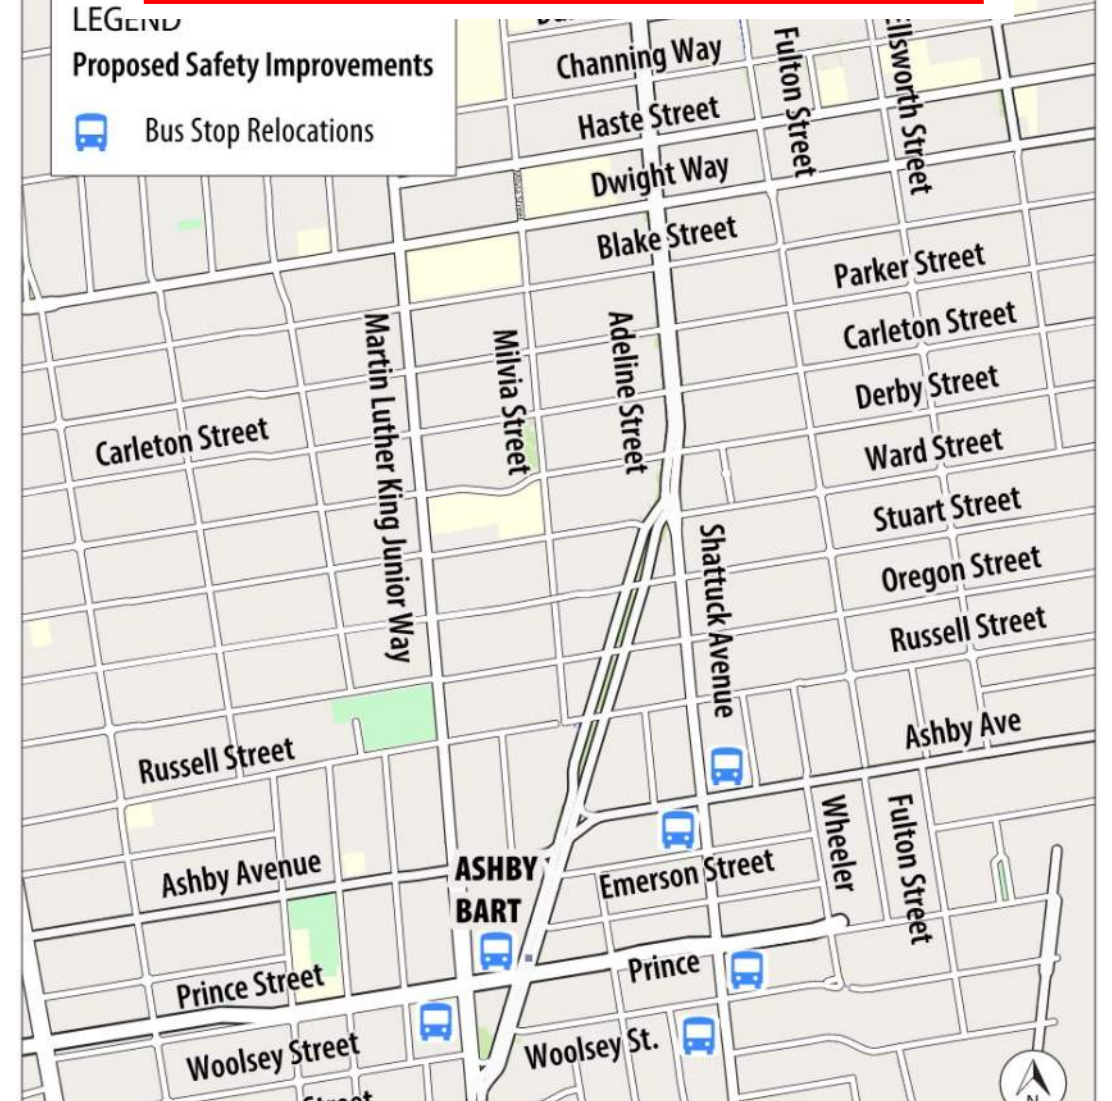 LEGEND
Proposed Safety Improvements
Bus Stop Relocations
Channing Way
Fulton Street
Ellsworth Street
Haste Street
Dwight Way
Milvia Street
Blake Street
Parker Street
Carleton Street
Martin Luther King Junior Way
Milvia Street
Adeline Street
Derby Street
Carleton Street
Ward Street
Stuart Street
Shattuck Avenue
Oregon Street
Russell Street
Ashby Ave
Russell Street
Wheeler
Fulton Street
Ashby Avenue
ASHBY
BART
Emerson Street
Prince Street
Prince
Woolsey Street
Woolsey St.
Street
N